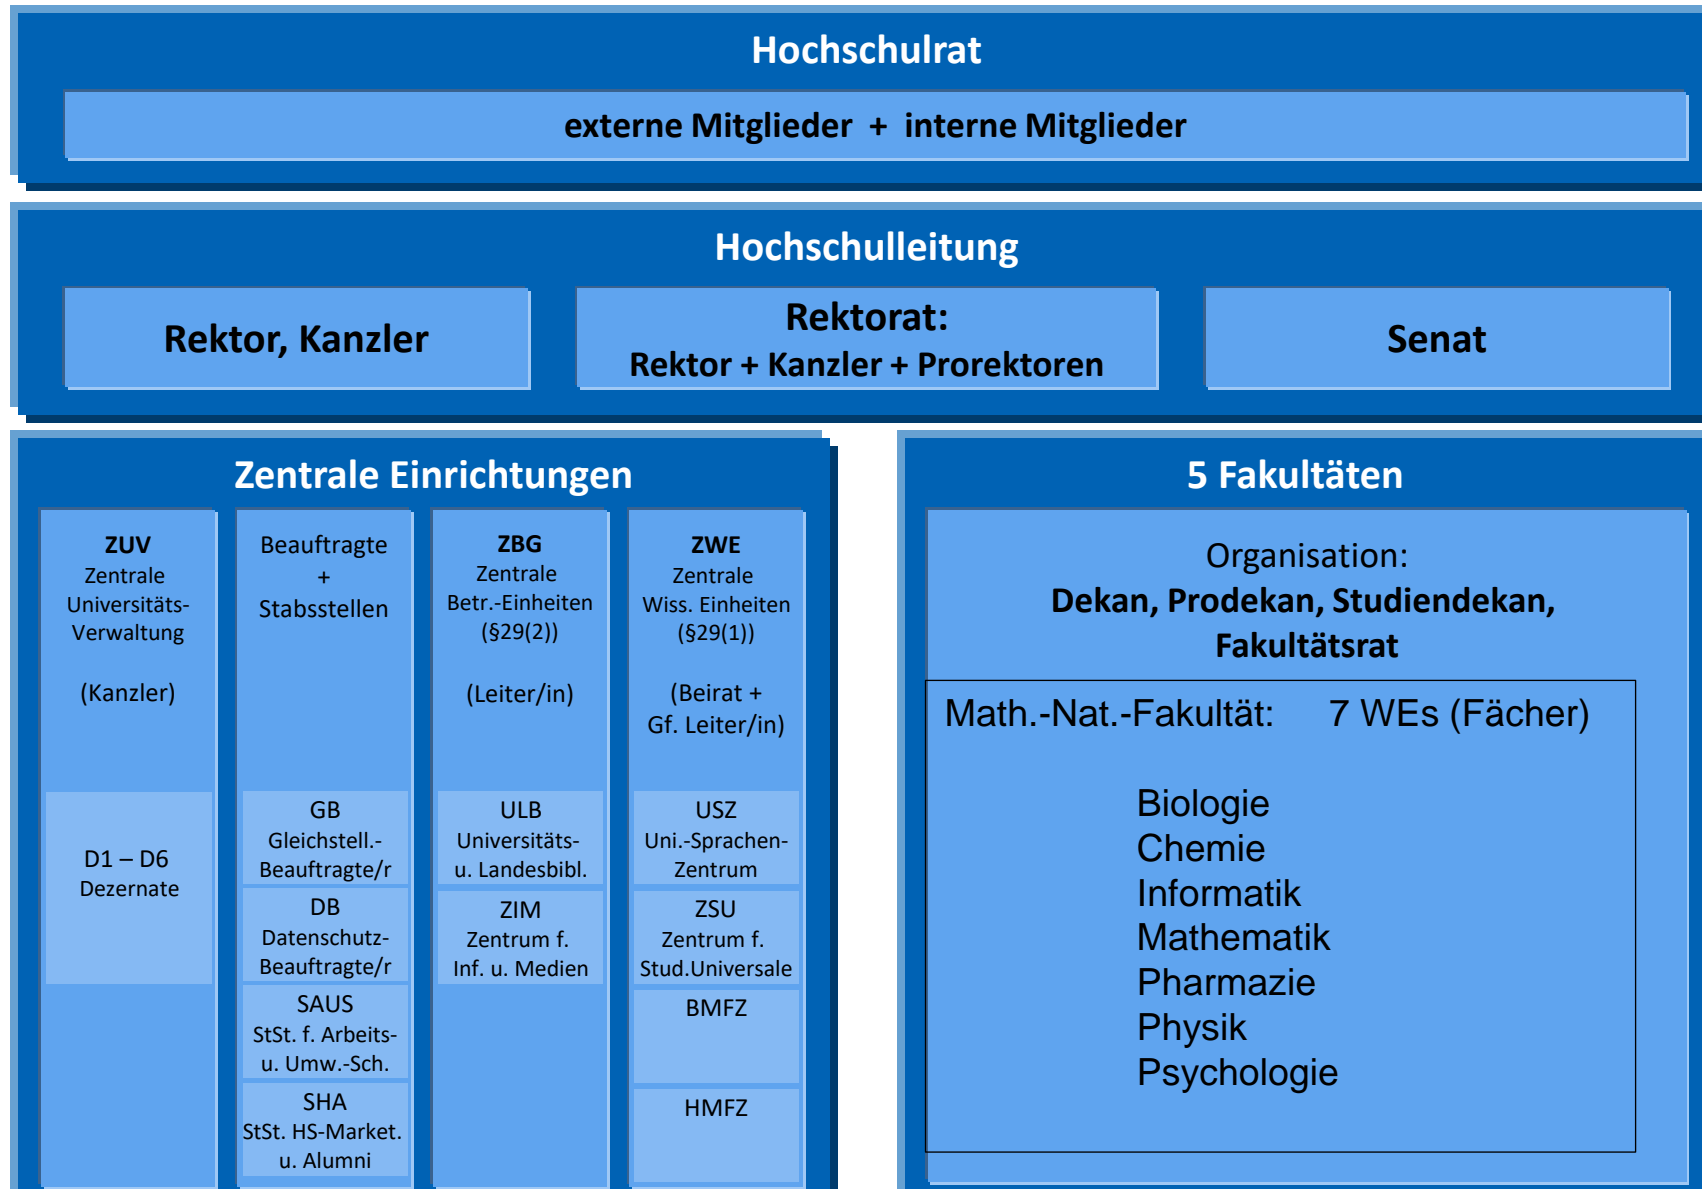 Hochschulrat
externe Mitglieder + interne Mitglieder
Hochschulleitung
Rektor, Kanzler
Rektorat:
Rektor + Kanzler + Prorektoren
Senat
Zentrale Einrichtungen
ZUV
Zentrale
Universitäts-
Verwaltung
(Kanzler)
D1 – D6
Dezernate
Beauftragte
+
Stabsstellen
GB
Gleichstell.-
Beauftragte/r
DB
Datenschutz-
Beauftragte/r
SAUS
StSt. f. Arbeits-
u. Umw.-Sch.
SHA
StSt. HS-Market.
u. Alumni
ZBG
Zentrale
Betr.-Einheiten
(§29(2))
(Leiter/in)
ULB
Universitäts-
u. Landesbibl.
ZIM
Zentrum f.
Inf. u. Medien
ZWE
Zentrale
Wiss. Einheiten
(§29(1))
(Beirat +
Gf. Leiter/in)
USZ
Uni.-Sprachen-
Zentrum
ZSU
Zentrum f.
Stud.Universale
BMFZ
HMFZ
5 Fakultäten
Organisation:
Dekan, Prodekan, Studiendekan,
Fakultätsrat
Math.-Nat.-Fakultät: 7 WEs (Fächer)
Biologie
Chemie
Informatik
Mathematik
Pharmazie
Physik
Psychologie